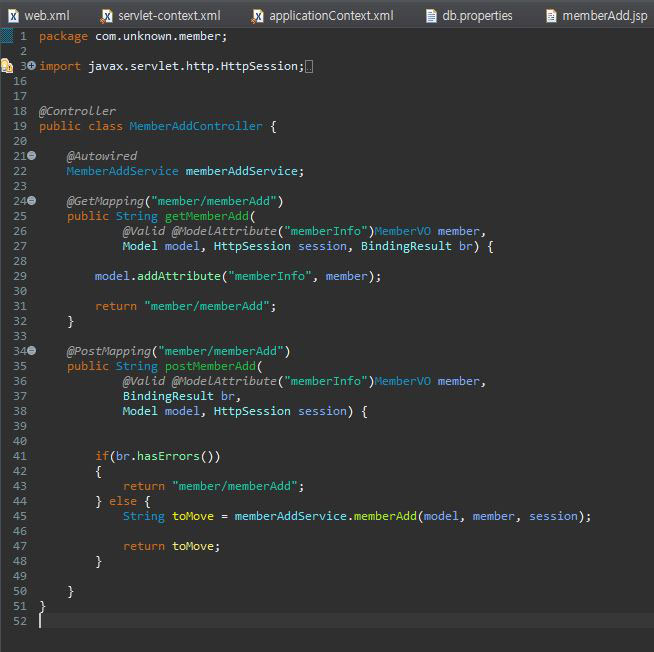 web.xml servlet-context.xml applicationContext.xml db.properties memberAdd.jsp
1 package com.unknown.member;
2
3 import javax.servlet.http.HttpSession;
16
17
18 @Controller
19 public class MemberAddController {
20
21 @Autowired
22 MemberAddService memberAddService;
23
24 @GetMapping("member/memberAdd")
25 public String getMemberAdd(
26 @Valid @ModelAttribute("memberInfo")MemberVO member,
27 Model model, HttpSession session, BindingResult br) {
28
29 model.addAttribute("memberInfo", member);
30
31 return "member/memberAdd";
32 }
33
34 @PostMapping("member/memberAdd")
35 public String postMemberAdd(
36 @Valid @ModelAttribute("memberInfo")MemberVO member,
37 BindingResult br,
38 Model model, HttpSession session) {
39
40
41 if(br.hasErrors())
42 {
43 return "member/memberAdd";
44 } else {
45 String toMove = memberAddService.memberAdd(model, member, session);
46
47 return toMove;
48 }
49
50 }
51 }
52